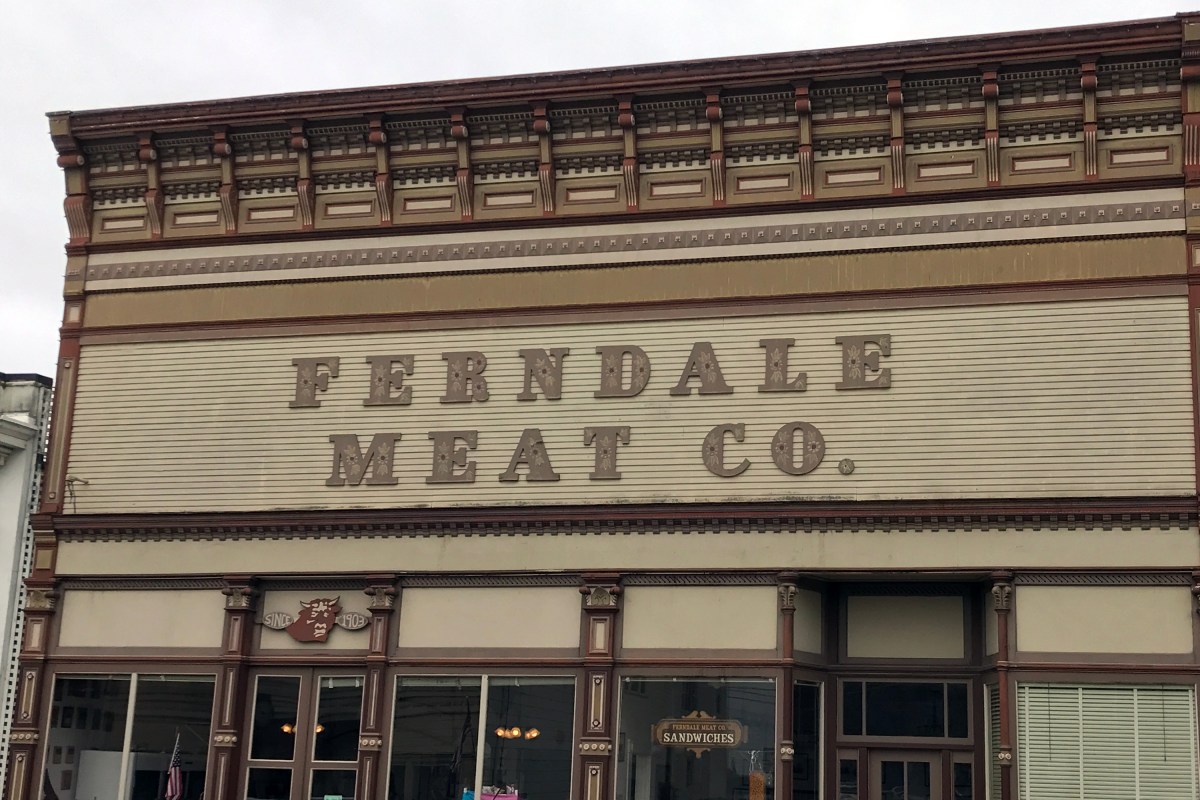 FERNDALE
MEAT CO.
SINCE 1903
FERNDALE MEAT CO.
SANDWICHES